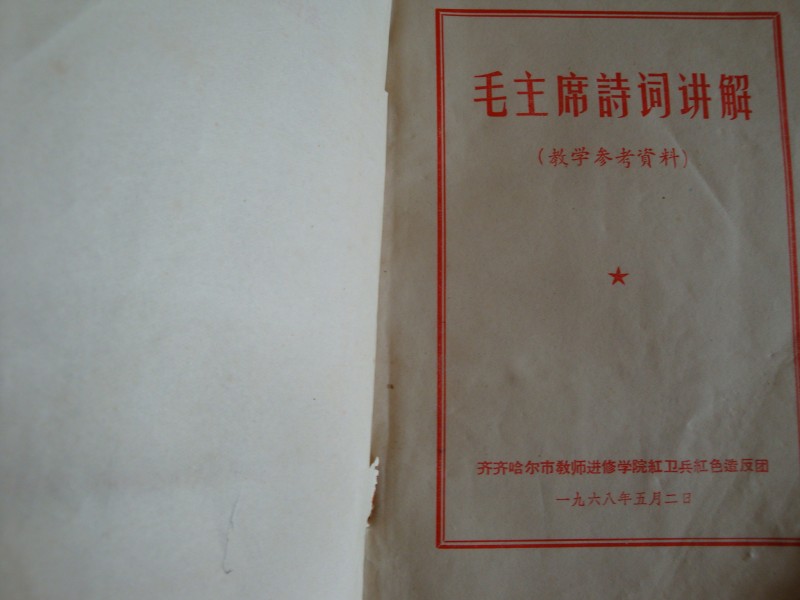 毛主席詩词讲解
（教学参考資料）
齐齐哈尔市教师进修学院紅卫兵紅色造反团
一九六八年五月二日